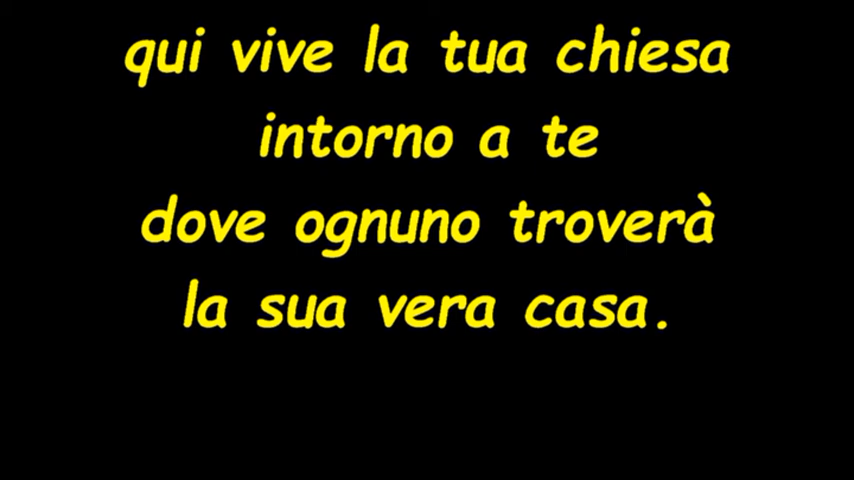 qui vive la tua chiesa
intorno a te
dove ognuno troverà
la sua vera casa.